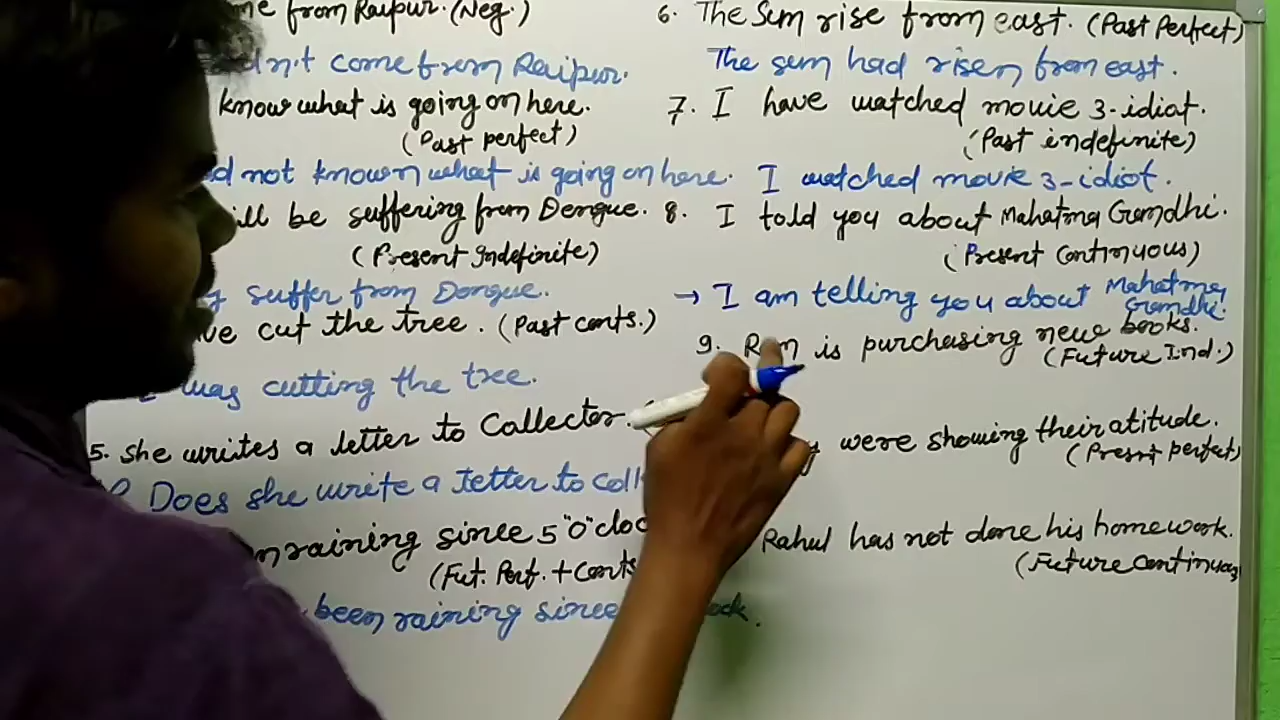 me from Raipur. (Neg.)
dn't come from Raipur.
know what is going on here.
(Past perfect)
d not known what is going on here.
ill be suffering from Dengue.
(Present Indefinite)
suffer from Dengue.
ve cut the tree. (Past conts.)
I was cutting the tree.
5. She writes a letter to Collector.
Does she write a letter to coll
n raining since 5 "O"cloc
(Fut. Perf. + Conts
been raining since ock.
6. The Sun rise from east. (Past Perfect)
The sun had risen from east.
7. I have watched movie 3-idiot.
(Past indefinite)
I watched movie 3-idiot.
8. I told you about Mahatma Gandhi.
(Present Continuous)
→ I am telling you about Mahatma
Gandhi.
9. Ram is purchasing new books.
(Future Ind.)
y were showing their atitude.
(Present perfect)
Rahul has not done his homework.
(Future continuous